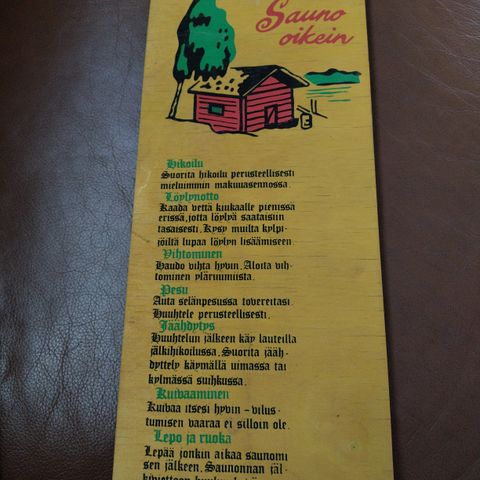 Sauno
oikein
Hikoilu
Suorita hikoilu perusteellisesti
mieluimmin makuuasennossa.
Löylynotto
Kaada vettä kiukaalle pienissä
erissä, jotta löylyä saataisiin
tasaisesti. Kysy muilta kylpi-
jöiltä lupaa löylyn lisäämiseen
Vihtominen
Haudo vihta hyvin. Aloita vih-
tominen yläruumista.
Pesu
Auta selänpesussa tovereitasi.
Huuhtele perusteellisesti.
Jäähdytys
Huuhtelun jälkeen käy lauteilla
jälkihikoilussa. Suorita jääh-
dyttely käymällä uimassa tai
kylmässä suihkussa.
Kuivaaminen
Kuivaa itsesi hyvin - vilus-
tumisen vaaraa ei silloin ole.
Lepo ja ruoka
Lepää jonkin aikaa saunomi
sen jälkeen. Saunonnan jäl-